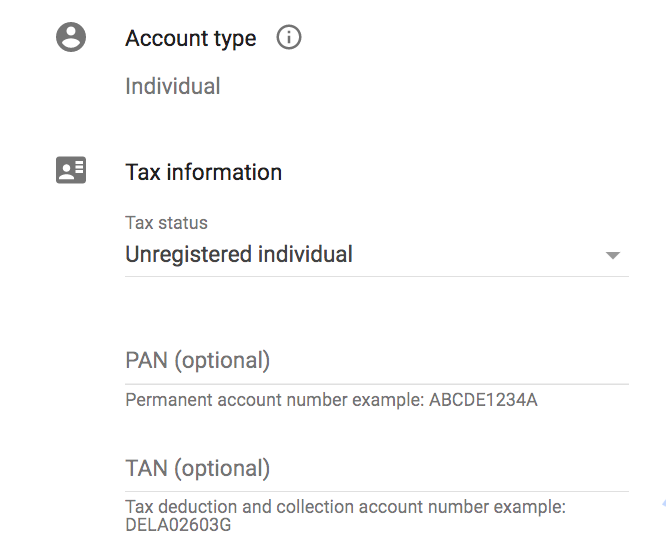 Account type
Individual
Tax information
Tax status
Unregistered individual
PAN (optional)
Permanent account number example: ABCDE1234A
TAN (optional)
Tax deduction and collection account number example:
DELA02603G